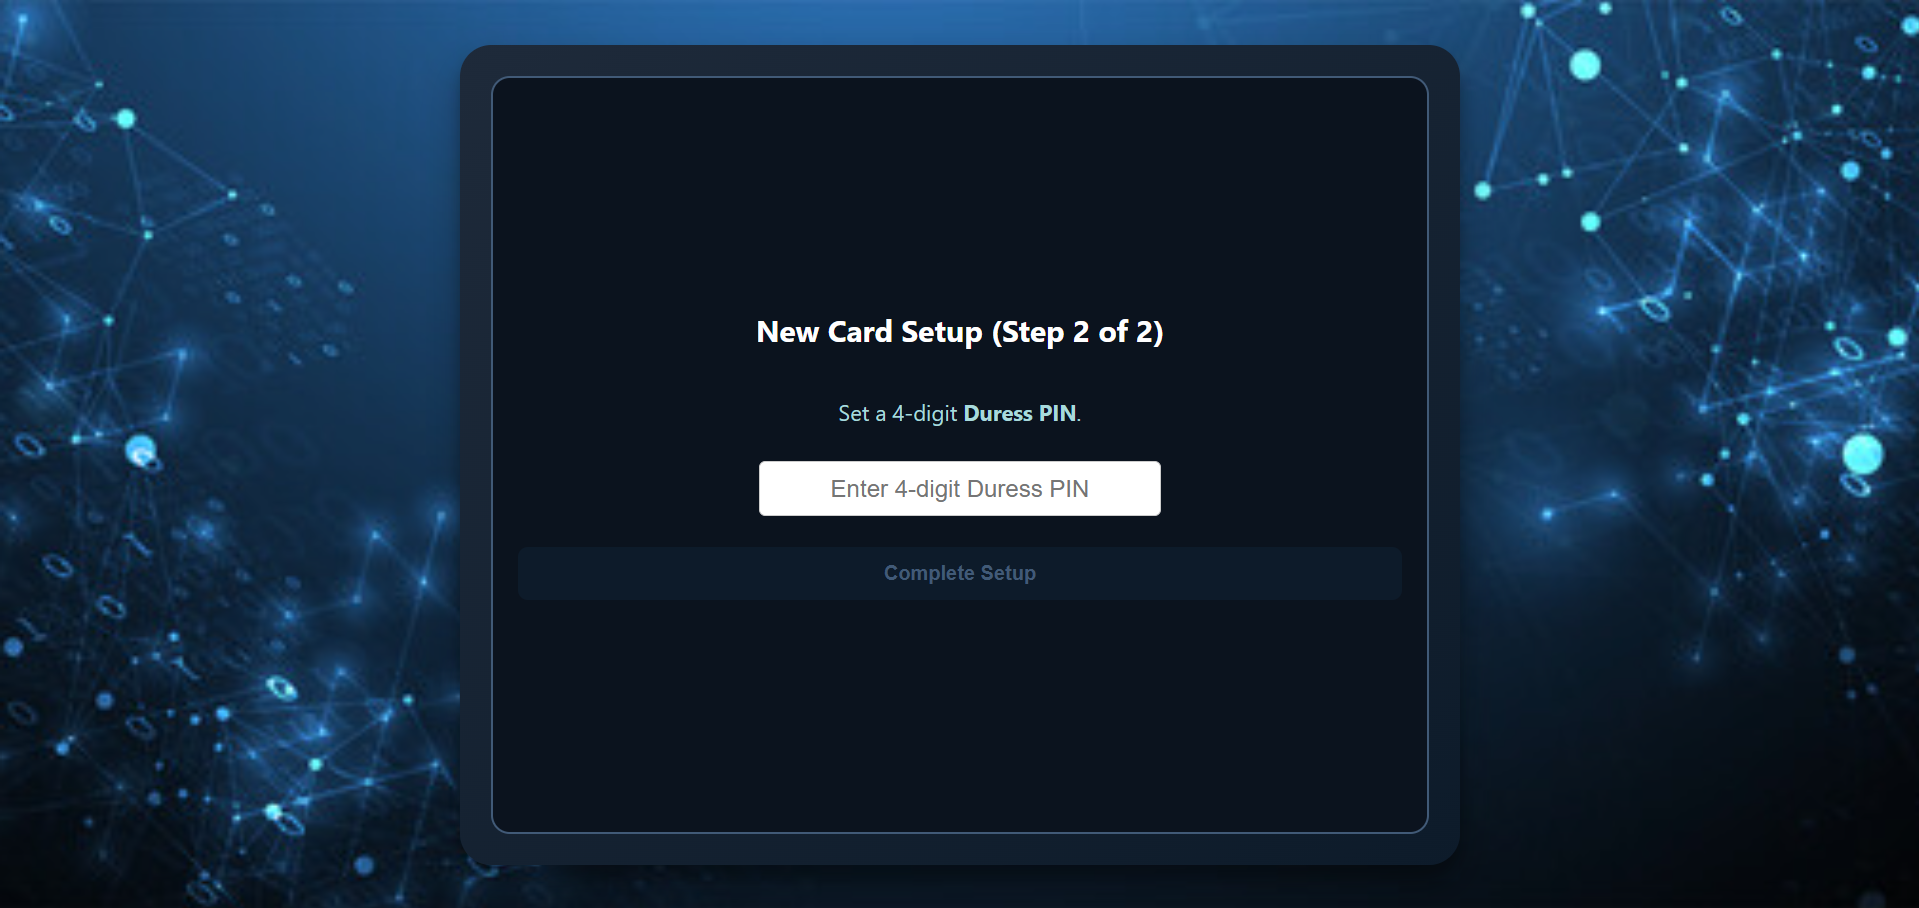 New Card Setup (Step 2 of 2)
Set a 4-digit Duress PIN.
Enter 4-digit Duress PIN
Complete Setup